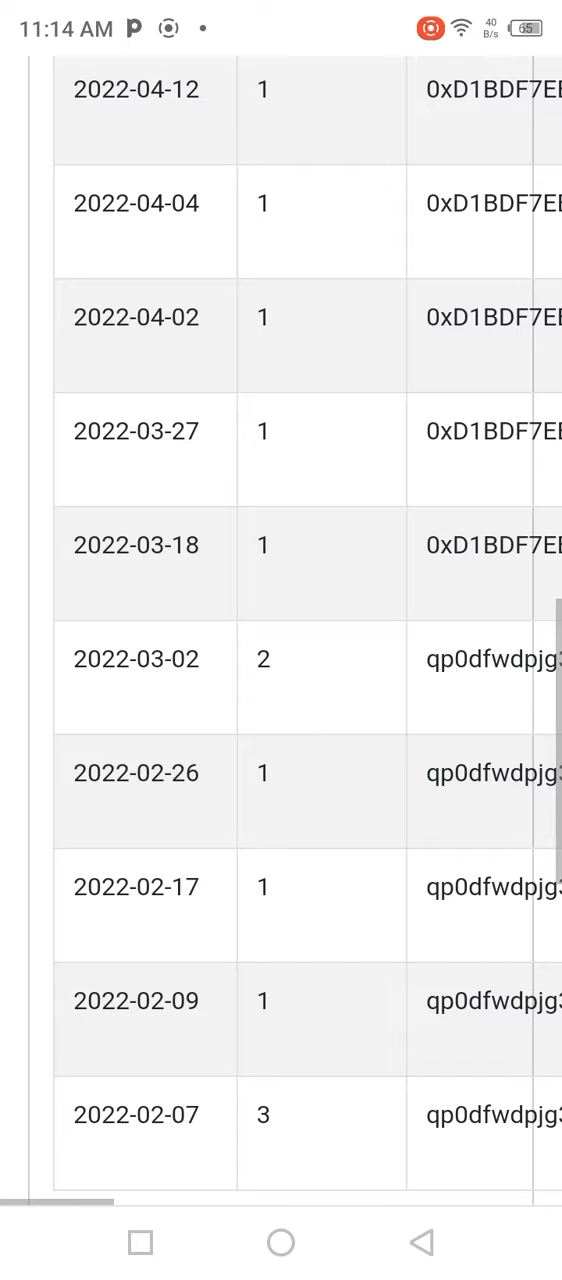 11:14 AM
40 B/s
65
2022-04-12 1 0xD1BDF7E
2022-04-04 1 0xD1BDF7E
2022-04-02 1 0xD1BDF7E
2022-03-27 1 0xD1BDF7E
2022-03-18 1 0xD1BDF7E
2022-03-02 2 qp0dfwdpjg
2022-02-26 1 qp0dfwdpjg
2022-02-17 1 qp0dfwdpjg
2022-02-09 1 qp0dfwdpjg
2022-02-07 3 qp0dfwdpjg